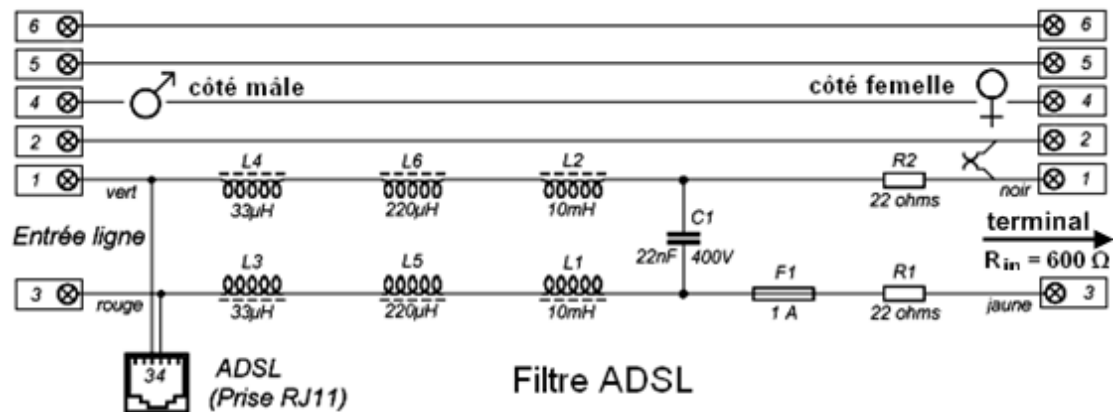 6 6
5 5
côté mâle côté femelle
4 4
2 2
L4 L6 L2 R2
1 1
vert 33µH 220µH 10mH 22 ohms noir
C1
Entrée ligne terminal
22nF 400V
L3 L5 L1 F1 R1 Rin = 600 Ω
3 3
rouge 33µH 220µH 10mH 1 A 22 ohms jaune
34
ADSL
(Prise RJ11)
Filtre ADSL